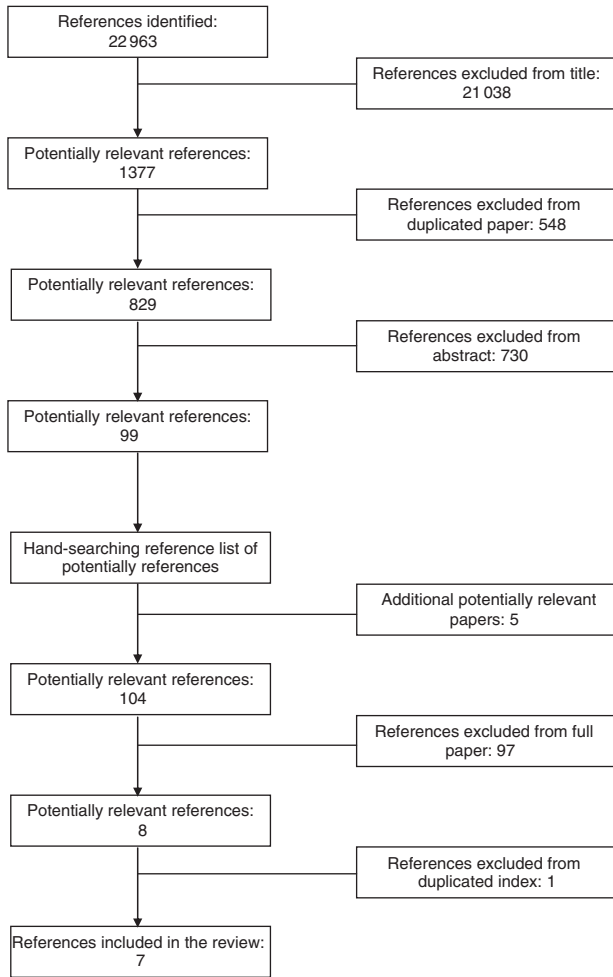 References identified:
22 963
References excluded from title:
21 038
Potentially relevant references:
1377
References excluded from
duplicated paper: 548
Potentially relevant references:
829
References excluded from
abstract: 730
Potentially relevant references:
99
Hand-searching reference list of
potentially references
Additional potentially relevant
papers: 5
Potentially relevant references:
104
References excluded from full
paper: 97
Potentially relevant references:
8
References excluded from
duplicated index: 1
References included in the review:
7